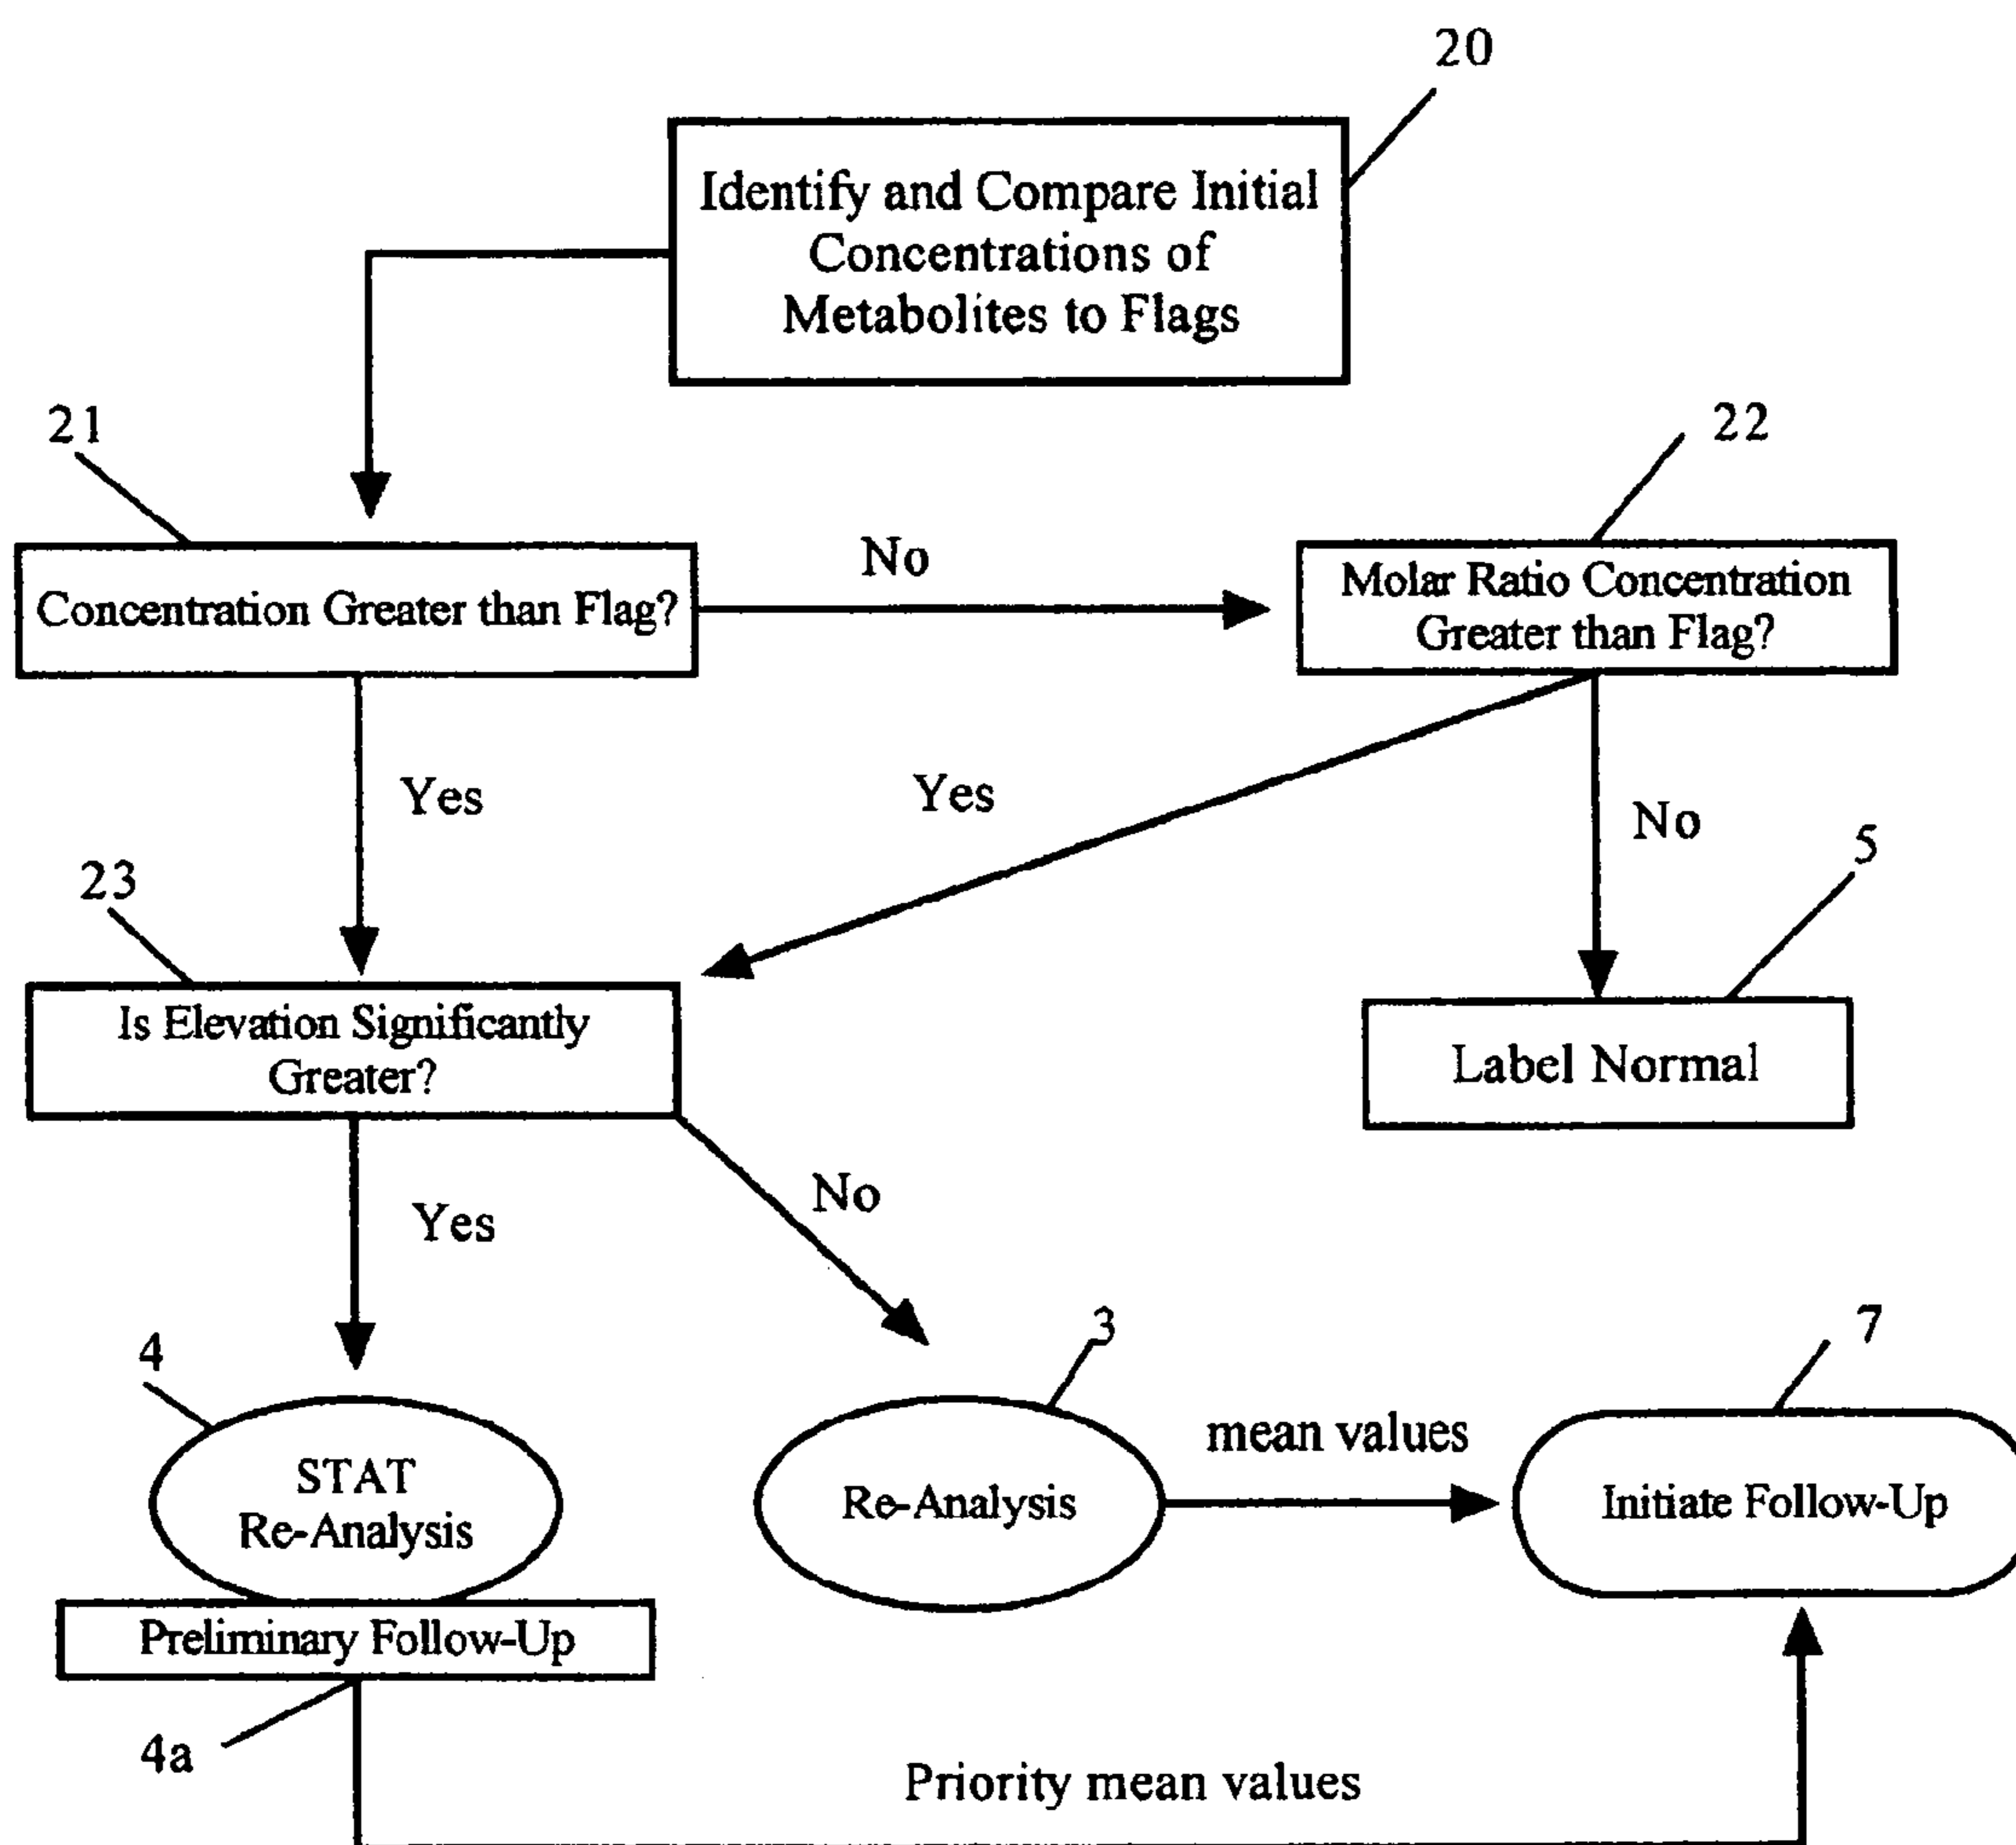 20
Identify and Compare Initial
Concentrations of
Metabolites to Flags
21
22
Concentration Greater than Flag?
No
Molar Ratio Concentration
Greater than Flag?
Yes
Yes
No
23
5
Is Elevation Significantly
Greater?
Label Normal
Yes
No
4
3
7
STAT
Re-Analysis
Re-Analysis
mean values
Initiate Follow-Up
Preliminary Follow-Up
4a
Priority mean values